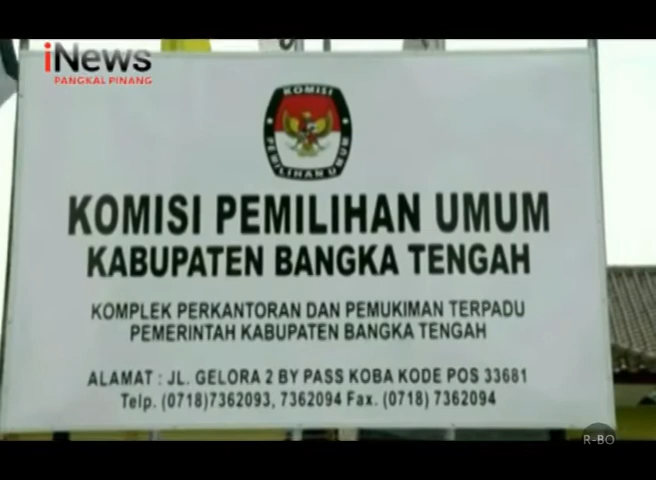 iNews
PANGKAL PINANG
KOMISI
PEMILIHAN UMUM
KOMISI PEMILIHAN UMUM
KABUPATEN BANGKA TENGAH
KOMPLEK PERKANTORAN DAN PEMUKIMAN TERPADU
PEMERINTAH KABUPATEN BANGKA TENGAH
ALAMAT : JL. GELORA 2 BY PASS KOBA KODE POS 33681
Telp. (0718)7362093, 7362094 Fax. (0718) 7362094
R-BO